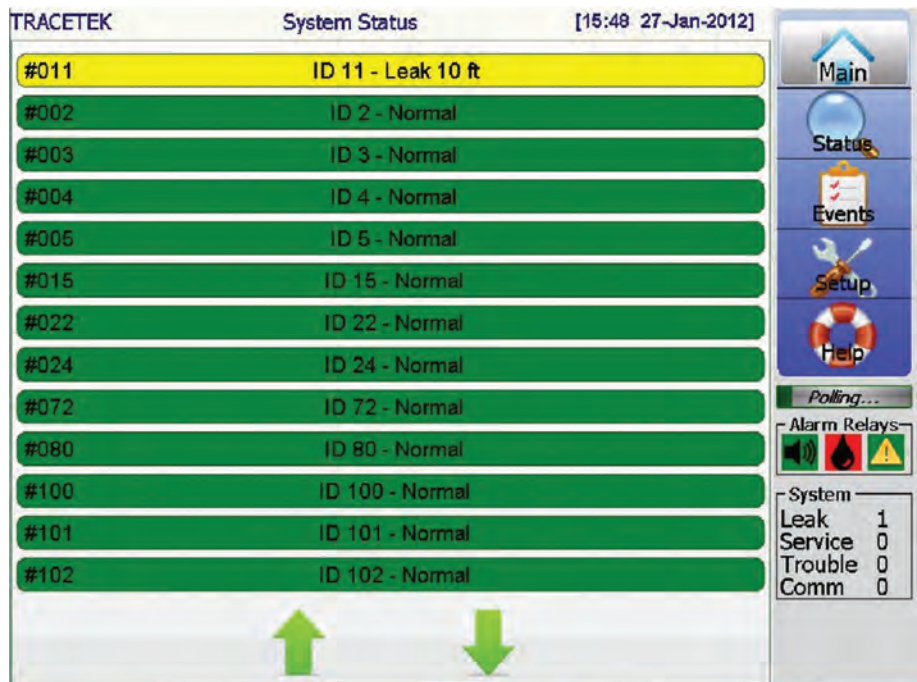 TRACETEK System Status [15:48 27-Jan-2012]
#011 ID 11 - Leak 10 ft
#002 ID 2 - Normal
#003 ID 3 - Normal
#004 ID 4 - Normal
#005 ID 5 - Normal
#015 ID 15 - Normal
#022 ID 22 - Normal
#024 ID 24 - Normal
#072 ID 72 - Normal
#080 ID 80 - Normal
#100 ID 100 - Normal
#101 ID 101 - Normal
#102 ID 102 - Normal
Main
Status
Events
Setup
Help
Polling...
Alarm Relays
System
Leak 1
Service 0
Trouble 0
Comm 0